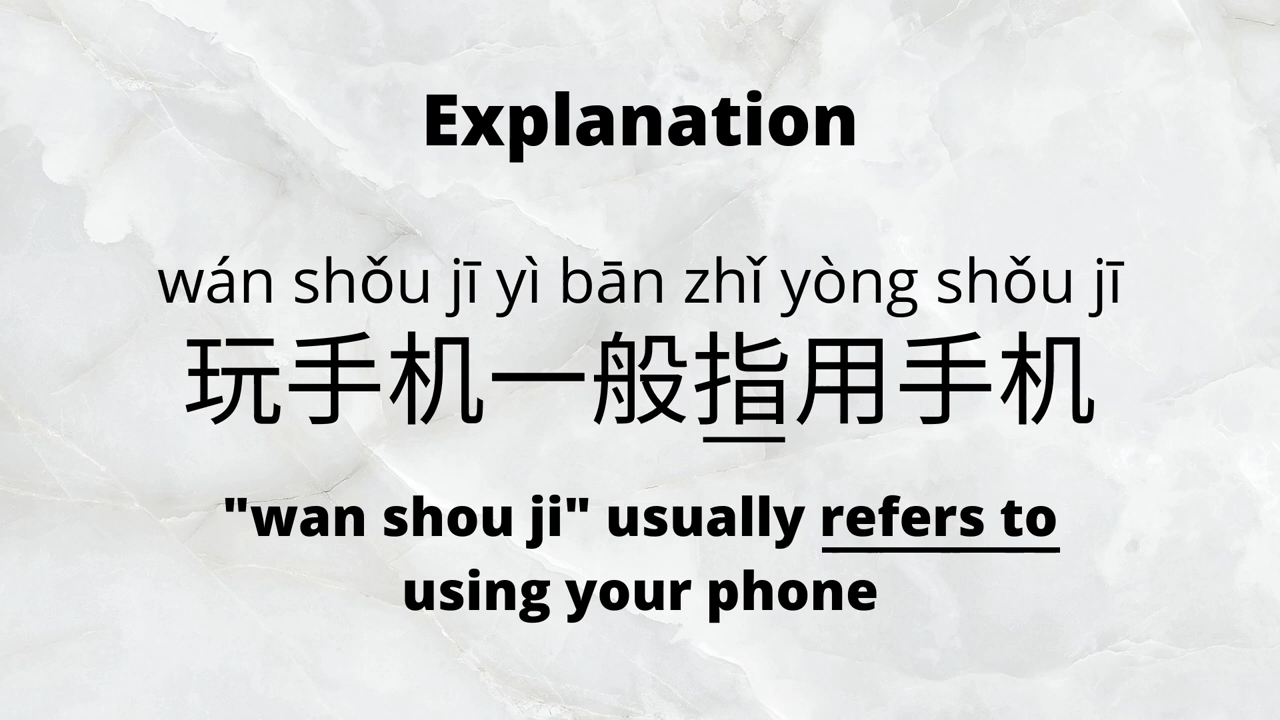 Explanation
wán shǒu jī yì bān zhǐ yòng shǒu jī
玩手机一般指用手机
"wan shou ji" usually refers to
using your phone